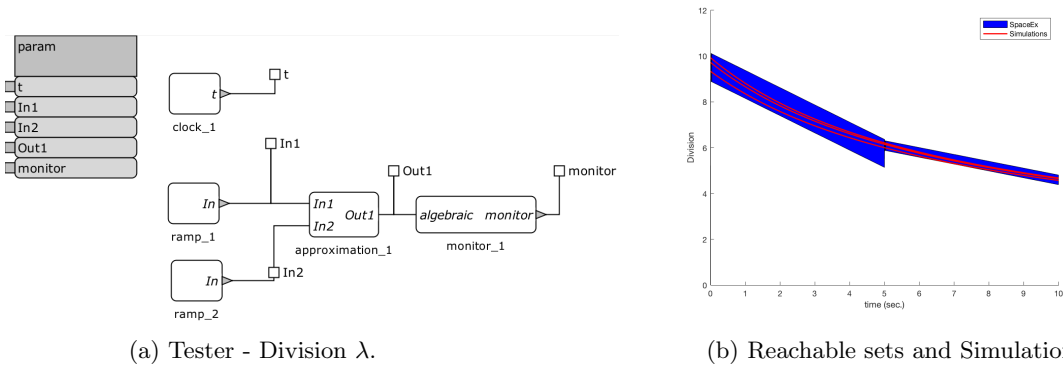 param
t
In1
In2
Out1
monitor
t
t
clock_1
In1
Out1
monitor
In
ramp_1
In1
In2
Out1
approximation_1
algebraic monitor
monitor_1
In2
In
ramp_2
(a) Tester - Division λ.
12
10
8
6
4
2
0
Division
SpaceEx
Simulations
0 1 2 3 4 5 6 7 8 9 10
time (sec.)
(b) Reachable sets and Simulation